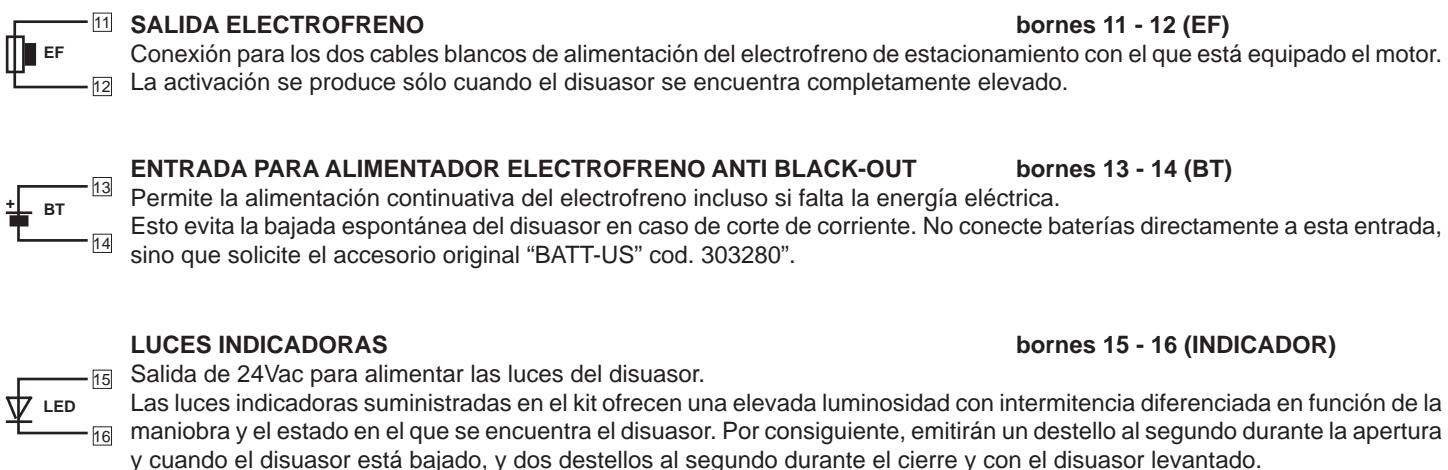 11 SALIDA ELECTROFRENO bornes 11 - 12 (EF)
EF Conexión para los dos cables blancos de alimentación del electrofreno de estacionamiento con el que está equipado el motor.
12 La activación se produce sólo cuando el disuasor se encuentra completamente elevado.
ENTRADA PARA ALIMENTADOR ELECTROFRENO ANTI BLACK-OUT bornes 13 - 14 (BT)
13 Permite la alimentación continuativa del electrofreno incluso si falta la energía eléctrica.
+ BT Esto evita la bajada espontánea del disuasor en caso de corte de corriente. No conecte baterías directamente a esta entrada,
14 sino que solicite el accesorio original “BATT-US” cod. 303280”.
LUCES INDICADORAS bornes 15 - 16 (INDICADOR)
15 Salida de 24Vac para alimentar las luces del disuasor.
LED Las luces indicadoras suministradas en el kit ofrecen una elevada luminosidad con intermitencia diferenciada en función de la
16 maniobra y el estado en el que se encuentra el disuasor. Por consiguiente, emitirán un destello al segundo durante la apertura
y cuando el disuasor está bajado, y dos destellos al segundo durante el cierre y con el disuasor levantado.